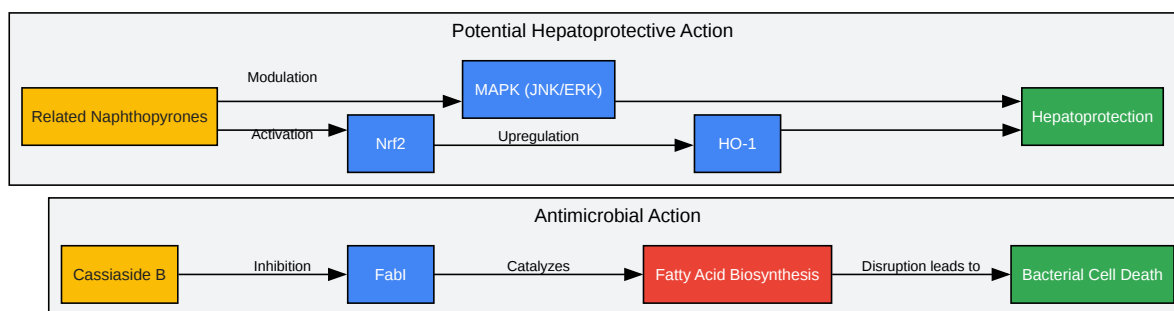 Potential Hepatoprotective Action
Modulation
MAPK (JNK/ERK)
Related Naphthopyrones
Hepatoprotection
Activation
Nrf2
Upregulation
HO-1
Antimicrobial Action
Cassiaside B
Inhibition
FabI
Catalyzes
Fatty Acid Biosynthesis
Disruption leads to
Bacterial Cell Death